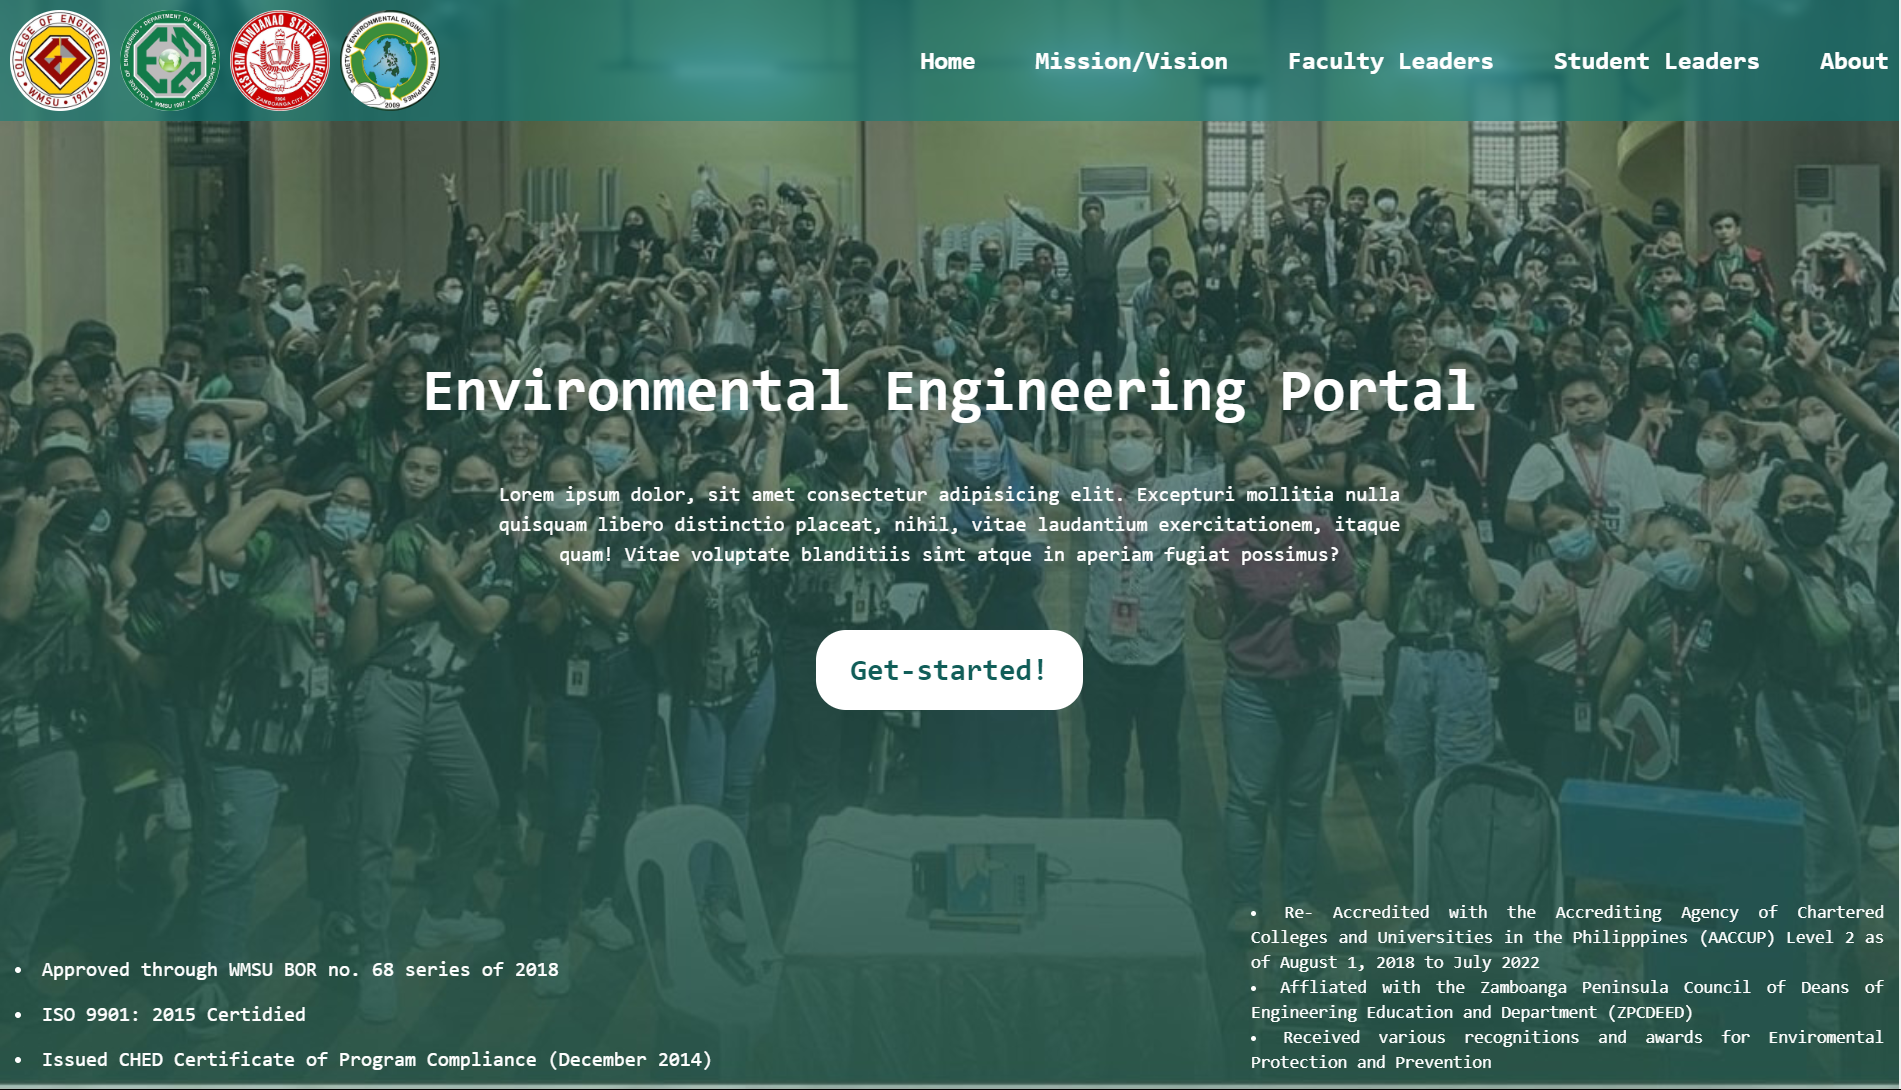 COLLEGE OF ENGINEERING
• WMSU • 1974 •
DEPARTMENT OF ENVIRONMENTAL ENGINEERING
COLLEGE OF ENGINEERING
WMSU 1997
WESTERN MINDANAO STATE UNIVERSITY
1904
ZAMBOANGA CITY
SOCIETY OF ENVIRONMENTAL ENGINEERS OF THE PHILIPPINES
2009
Home Mission/Vision Faculty Leaders Student Leaders About
Environmental Engineering Portal
Lorem ipsum dolor, sit amet consectetur adipisicing elit. Excepturi mollitia nulla
quisquam libero distinctio placeat, nihil, vitae laudantium exercitationem, itaque
quam! Vitae voluptate blanditiis sint atque in aperiam fugiat possimus?
Get-started!
• Approved through WMSU BOR no. 68 series of 2018
• ISO 9901: 2015 Certidied
• Issued CHED Certificate of Program Compliance (December 2014)
• Re- Accredited with the Accrediting Agency of Chartered
Colleges and Universities in the Philipppines (AACCUP) Level 2 as
of August 1, 2018 to July 2022
• Affliated with the Zamboanga Peninsula Council of Deans of
Engineering Education and Department (ZPCDEED)
• Received various recognitions and awards for Enviromental
Protection and Prevention